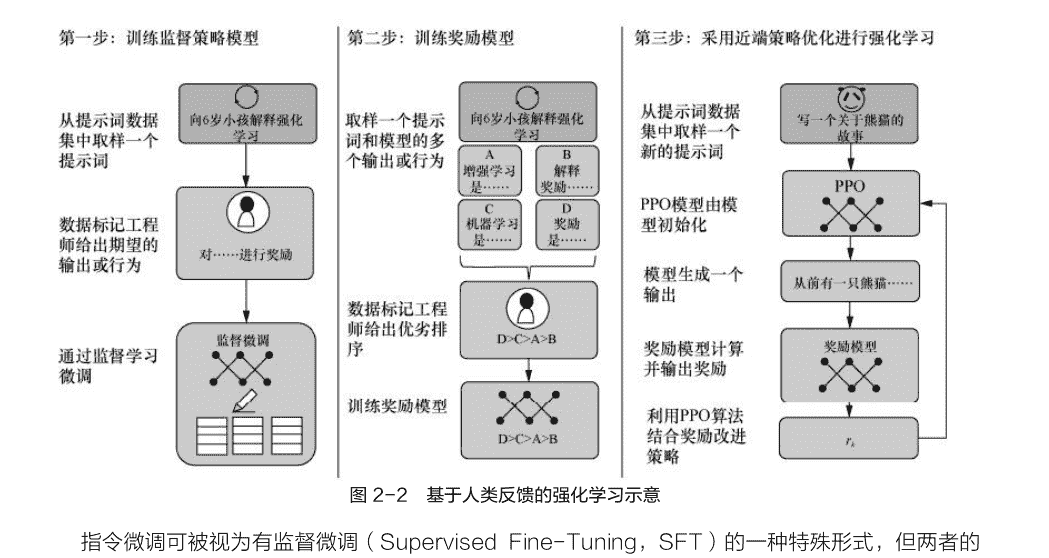 第一步：训练监督策略模型
从提示词数据
集中取样一个
提示词
向6岁小孩解释强化
学习
数据标记工程
师给出期望的
输出或行为
对……进行奖励
通过监督学习
微调
监督微调
第二步：训练奖励模型
取样一个提示
词和模型的多
个输出或行为
向6岁小孩解释强化
学习
A
增强学习
是……
B
解释
奖励……
C
机器学习
是……
D
奖励
是……
数据标记工程
师给出优劣排
序
D>C>A>B
训练奖励模型
D>C>A>B
第三步：采用近端策略优化进行强化学习
从提示词数据
集中取样一个
新的提示词
写一个关于熊猫的
故事
PPO模型由模
型初始化
PPO
模型生成一个
输出
从前有一只熊猫……
奖励模型计算
并输出奖励
奖励模型
利用PPO算法
结合奖励改进
策略
rk
图 2-2 基于人类反馈的强化学习示意
指令微调可被视为有监督微调（Supervised Fine-Tuning，SFT）的一种特殊形式，但两者的